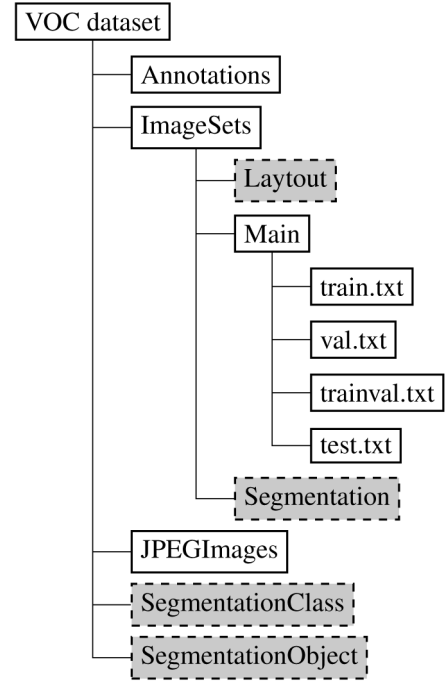 VOC dataset
Annotations
ImageSets
Laytout
Main
train.txt
val.txt
trainval.txt
test.txt
Segmentation
JPEGImages
SegmentationClass
SegmentationObject